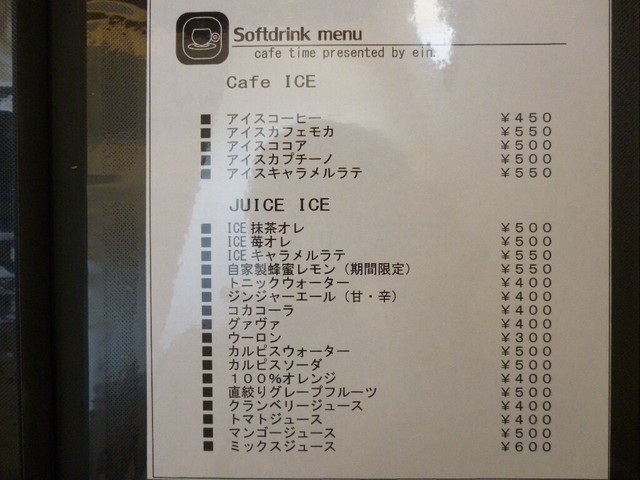 Softdrink menu
cafe time presented by ein.
Cafe ICE
■ アイスコーヒー ￥４５０
■ アイスカフェモカ ￥５５０
■ アイスココア ￥５００
■ アイスカプチーノ ￥５００
■ アイスキャラメルラテ ￥５５０
JUICE ICE
■ ICE 抹茶オレ ￥５００
■ ICE 苺オレ ￥５００
■ ICE キャラメルラテ ￥５５０
■ 自家製蜂蜜レモン（期間限定） ￥５５０
■ トニックウォーター ￥４００
■ ジンジャーエール（甘・辛） ￥４００
■ コカコーラ ￥４００
■ グァヴァ ￥４００
■ ウーロン ￥３００
■ カルピスウォーター ￥５００
■ カルピスソーダ ￥５００
■ １００％オレンジ ￥４００
■ 直絞りグレープフルーツ ￥５００
■ クランベリージュース ￥４００
■ トマトジュース ￥４００
■ マンゴージュース ￥５００
■ ミックスジュース ￥６００